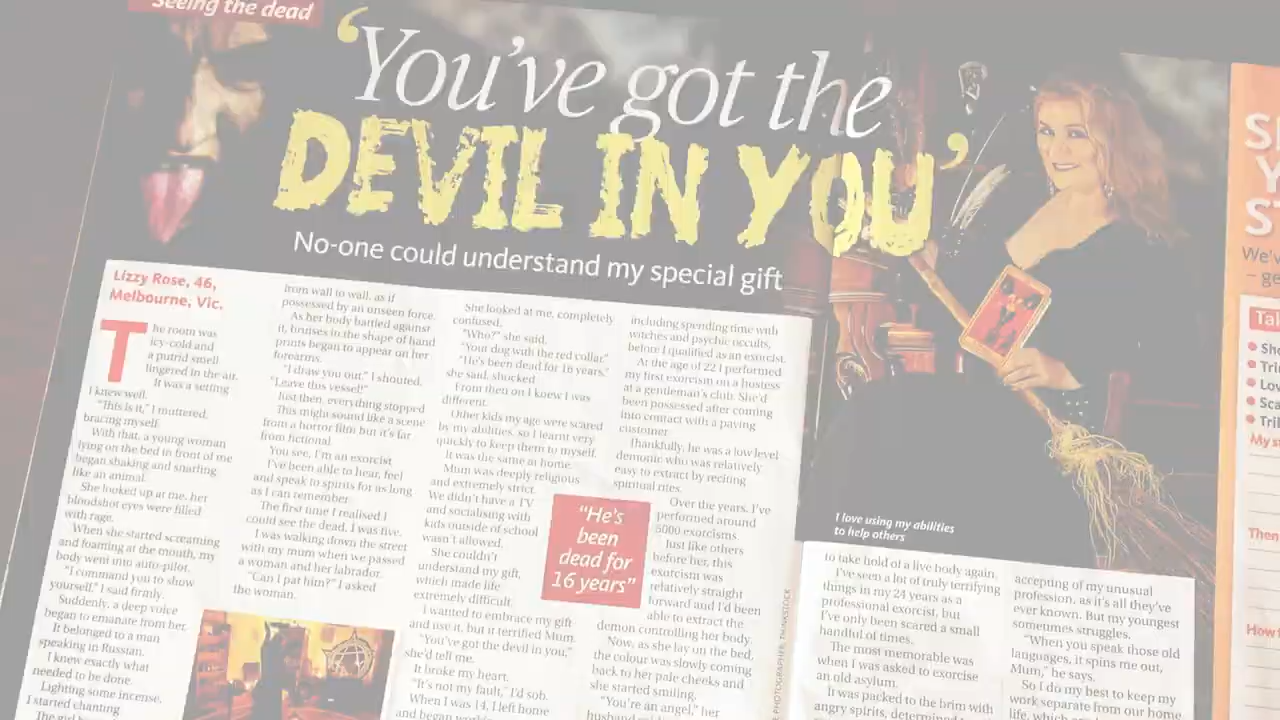 Seeing the dead
‘You’ve got the
DEVIL IN YOU’
No-one could understand my special gift
Lizzy Rose, 46,
Melbourne, Vic.
The room was
icy-cold and
a putrid smell
lingered in the air.
It was a setting
I knew well.
“This is it,” I muttered,
bracing myself.
With that, a young woman
lying on the bed in front of me
began shaking and snarling
like an animal.
She looked up at me, her
bloodshot eyes were filled
with rage.
When she started screaming
and foaming at the mouth, my
body went into auto-pilot.
“I command you to show
yourself,” I said firmly.
Suddenly, a deep voice
began to emanate from her.
It belonged to a man
speaking in Russian.
I knew exactly what
needed to be done.
Lighting some incense,
I started chanting
The girl
from wall to wall, as if
possessed by an unseen force.
As her body battled against
it, bruises in the shape of hand
prints began to appear on her
forearms.
“I draw you out,” I shouted.
“Leave this vessel!”
Just then, everything stopped
This might sound like a scene
from a horror film but it’s far
from fictional.
You see, I’m an exorcist
I’ve been able to hear, feel
and speak to spirits for as long
as I can remember.
The first time I realised I
could see the dead, I was five.
I was walking down the street
with my mum when we passed
a woman and her labrador.
“Can I pat him?” I asked
the woman.
She looked at me, completely
confused.
“Who?” she said.
“Your dog with the red collar.”
“He’s been dead for 16 years,”
she said, shocked
From then on I knew I was
different.
Other kids my age were scared
by my abilities, so I learnt very
quickly to keep them to myself.
It was the same at home.
Mum was deeply religious
and extremely strict.
We didn’t have a TV
and socialising with
kids outside of school
wasn’t allowed.
She couldn’t
understand my gift,
which made life
extremely difficult.
I wanted to embrace my gift
and use it, but it terrified Mum.
“You’ve got the devil in you,”
she’d tell me.
It broke my heart.
“It’s not my fault,” I’d sob.
When I was 14, I left home
and began
“He’s
been
dead for
16 years”
including spending time with
witches and psychic occults,
before I qualified as an exorcist.
At the age of 22 I performed
my first exorcism on a hostess
at a gentleman’s club. She’d
been possessed after coming
into contact with a paying
customer.
Thankfully, he was a low level
demonic who was relatively
easy to extract by reciting
spiritual rites.
Over the years, I’ve
performed around
5000 exorcisms.
Just like others
before her, this
exorcism was
relatively straight
forward and I’d been
able to extract the
demon controlling her body.
Now, as she lay on the bed,
the colour was slowly coming
back to her pale cheeks and
she started smiling.
“You’re an angel,” her
husband
PHOTOGRAPHER, THINKSTOCK
I love using my abilities
to help others
to take hold of a live body again.
I’ve seen a lot of truly terrifying
things in my 24 years as a
professional exorcist, but
I’ve only been scared a small
handful of times.
The most memorable was
when I was asked to exorcise
an old asylum.
It was packed to the brim with
angry spirits, determined
accepting of my unusual
profession, as it’s all they’ve
ever known. But my youngest
sometimes struggles.
“When you speak those old
languages, it spins me out,
Mum,” he says.
So I do my best to keep my
work separate from our home
life, which
We’v
– ge
Tal
Sho
Tri
Lo
Sca
Tri
My s
Then
How